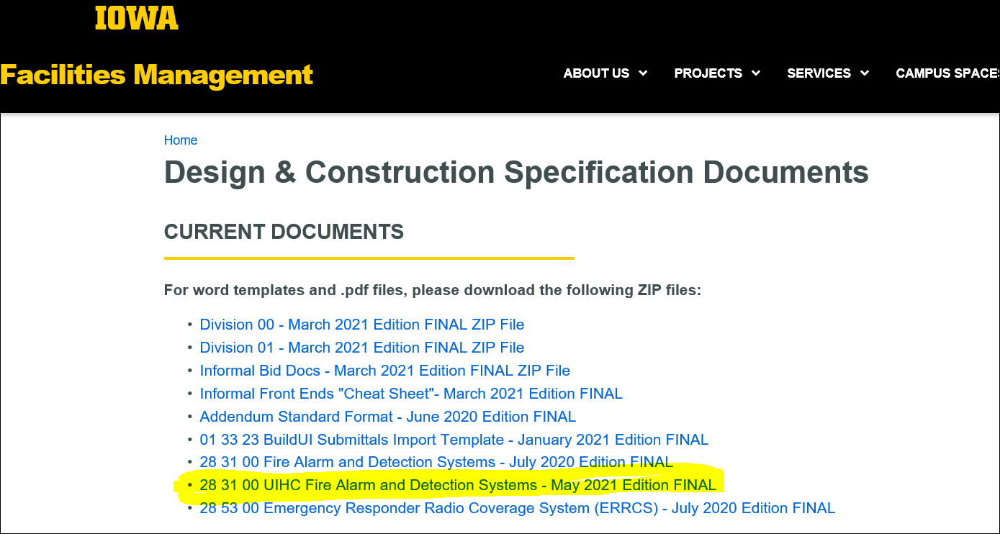 IOWA
Facilities Management
ABOUT US
PROJECTS
SERVICES
CAMPUS SPACES
Home
Design & Construction Specification Documents
CURRENT DOCUMENTS
For word templates and .pdf files, please download the following ZIP files:
• Division 00 - March 2021 Edition FINAL ZIP File
• Division 01 - March 2021 Edition FINAL ZIP File
• Informal Bid Docs - March 2021 Edition FINAL ZIP File
• Informal Front Ends "Cheat Sheet"- March 2021 Edition FINAL
• Addendum Standard Format - June 2020 Edition FINAL
• 01 33 23 BuildUI Submittals Import Template - January 2021 Edition FINAL
• 28 31 00 Fire Alarm and Detection Systems - July 2020 Edition FINAL
• 28 31 00 UIHC Fire Alarm and Detection Systems - May 2021 Edition FINAL
• 28 53 00 Emergency Responder Radio Coverage System (ERRCS) - July 2020 Edition FINAL